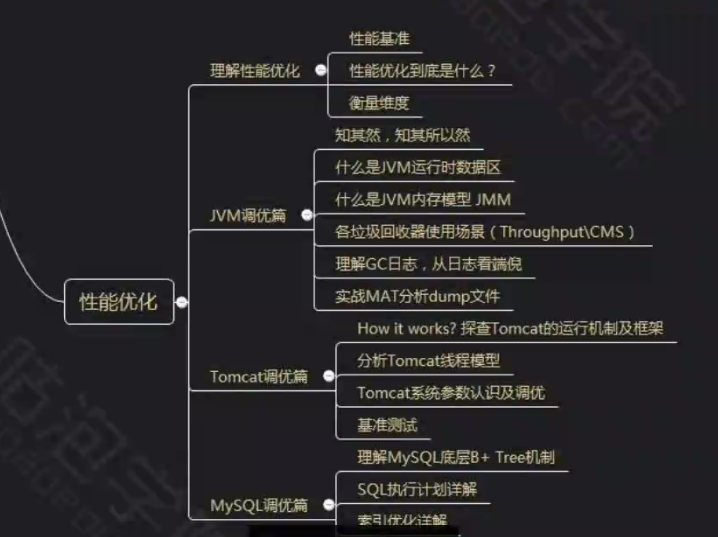 性能基准
理解性能优化
性能优化到底是什么？
衡量维度
知其然，知其所以然
什么是JVM运行时数据区
什么是JVM内存模型 JMM
JVM调优篇
各垃圾回收器使用场景（Throughput\CMS）
理解GC日志，从日志看端倪
实战MAT分析dump文件
性能优化
How it works? 探查Tomcat的运行机制及框架
分析Tomcat线程模型
Tomcat调优篇
Tomcat系统参数认识及调优
基准测试
理解MySQL底层B+ Tree机制
SQL执行计划详解
MySQL调优篇
索引优化详解